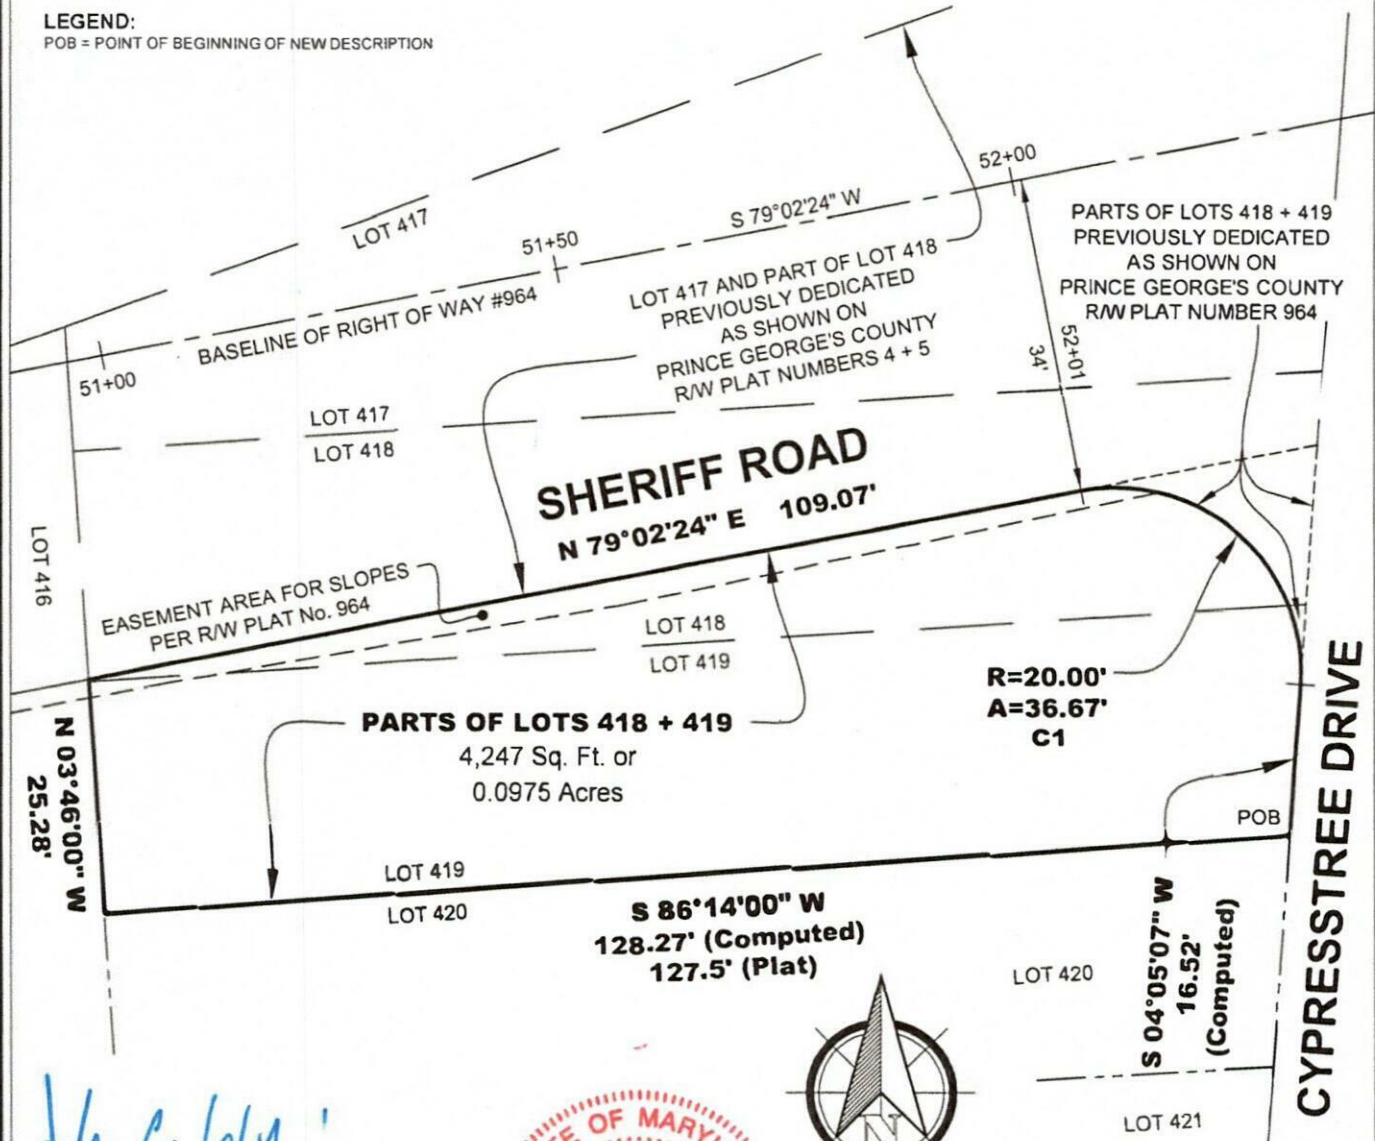 LEGEND:
POB = POINT OF BEGINNING OF NEW DESCRIPTION
LOT 417
52+00
S 79°02'24" W
51+50
PARTS OF LOTS 418 + 419
PREVIOUSLY DEDICATED
AS SHOWN ON
PRINCE GEORGE'S COUNTY
R/W PLAT NUMBER 964
BASELINE OF RIGHT OF WAY #964
LOT 417 AND PART OF LOT 418
PREVIOUSLY DEDICATED
AS SHOWN ON
PRINCE GEORGE'S COUNTY
R/W PLAT NUMBERS 4 + 5
51+00
52+01
34'
LOT 417
LOT 418
SHERIFF ROAD
N 79°02'24" E 109.07'
LOT 416
EASEMENT AREA FOR SLOPES
PER R/W PLAT No. 964
LOT 418
LOT 419
R=20.00'
A=36.67'
C1
PARTS OF LOTS 418 + 419
4,247 Sq. Ft. or
0.0975 Acres
N 03°46'00" W
25.28'
POB
LOT 419
LOT 420
S 86°14'00" W
128.27' (Computed)
127.5' (Plat)
LOT 420
S 04°05'07" W
16.52'
(Computed)
CYPRESSTREE DRIVE
LOT 421
N
OF MARY